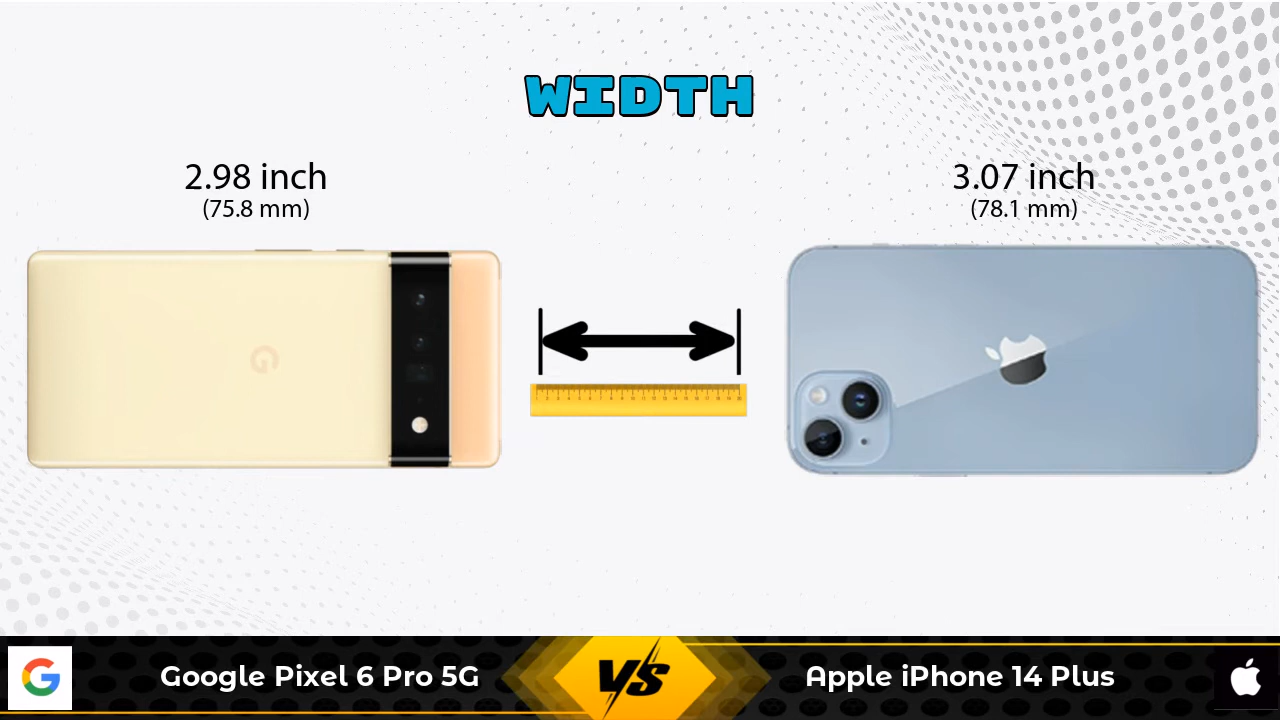 WIDTH
2.98 inch
(75.8 mm)
3.07 inch
(78.1 mm)
Google Pixel 6 Pro 5G
VS
Apple iPhone 14 Plus